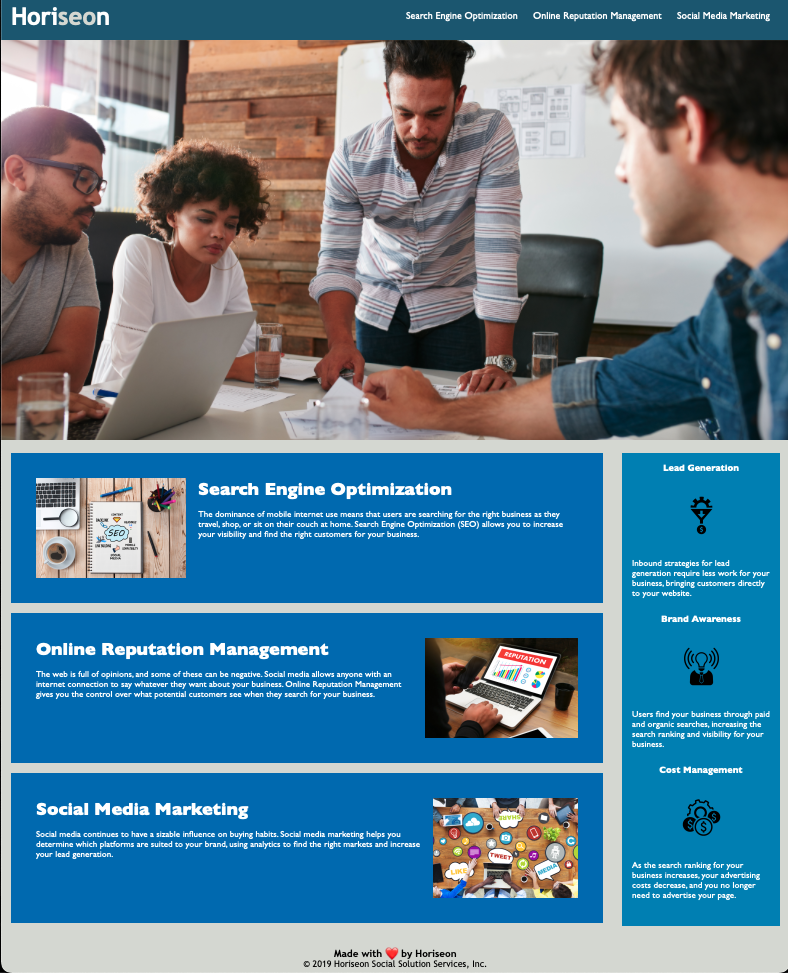 Horiseon
Search Engine Optimization Online Reputation Management Social Media Marketing
Search Engine Optimization
The dominance of mobile internet use means that users are searching for the right business as they
travel, shop, or sit on their couch at home. Search Engine Optimization (SEO) allows you to increase
your visibility and find the right customers for your business.
SEO
Online Reputation Management
The web is full of opinions, and some of these can be negative. Social media allows anyone with an
internet connection to say whatever they want about your business. Online Reputation Management
gives you the control over what potential customers see when they search for your business.
REPUTATION
Social Media Marketing
Social media continues to have a sizable influence on buying habits. Social media marketing helps you
determine which platforms are suited to your brand, using analytics to find the right markets and increase
your lead generation.
SHARE
TWEET
LIKE
MEDIA
Lead Generation
Inbound strategies for lead
generation require less work for your
business, bringing customers directly
to your website.
Brand Awareness
Users find your business through paid
and organic searches, increasing the
search ranking and visibility for your
business.
Cost Management
As the search ranking for your
business increases, your advertising
costs decrease, and you no longer
need to advertise your page.
Made with ❤️ by Horiseon
© 2019 Horiseon Social Solution Services, Inc.